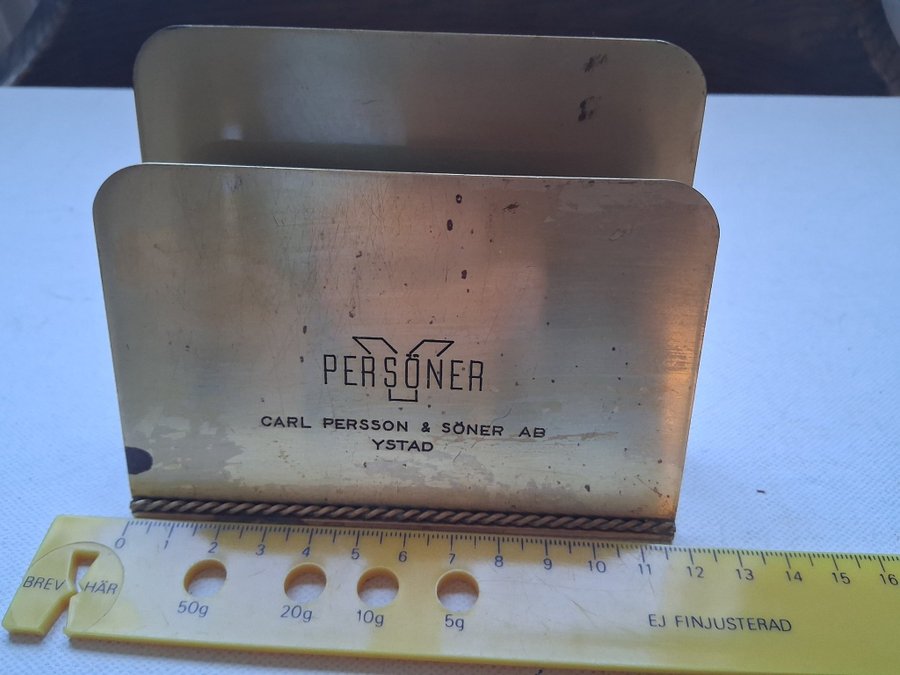 PERSÖNER
CARL PERSSON & SÖNER AB
YSTAD
0 1 2 3 4 5 6 7 8 9 10 11 12 13 14 15 16
BREV HÄR
50g 20g 10g 5g
EJ FINJUSTERAD